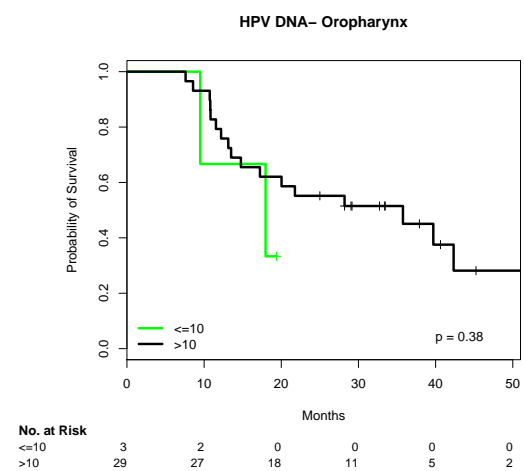 HPV DNA− Oropharynx
Probability of Survival
1.0
0.8
0.6
0.4
0.2
0.0
<=10
>10
p = 0.38
0 10 20 30 40 50
Months
No. at Risk
<=10 3 2 0 0 0 0
>10 29 27 18 11 5 2